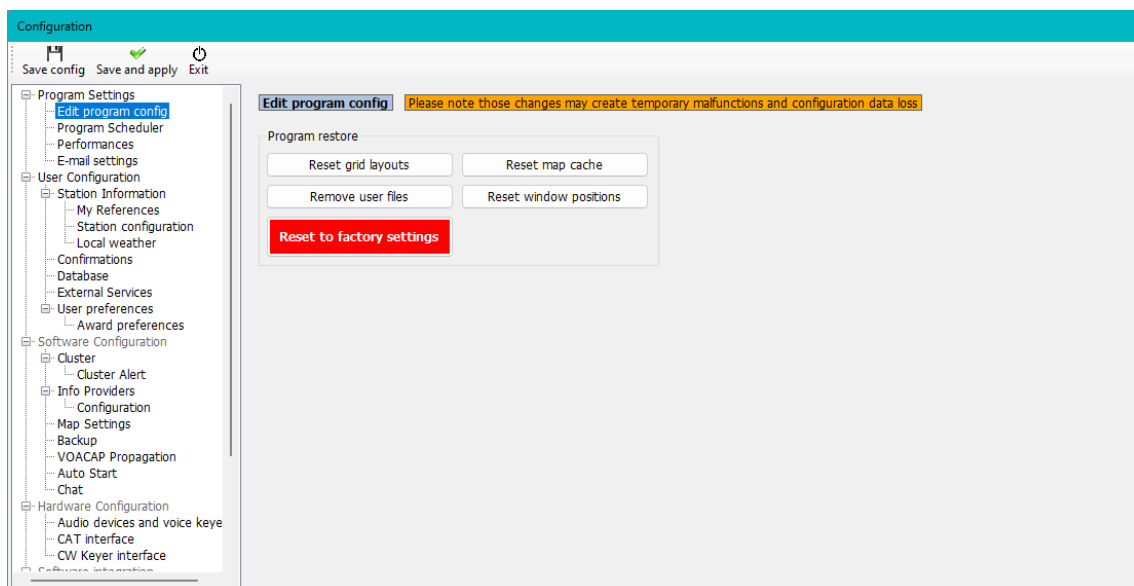 Configuration
Save config Save and apply Exit
Program Settings
Edit program config
Program Scheduler
Performances
E-mail settings
User Configuration
Station Information
My References
Station configuration
Local weather
Confirmations
Database
External Services
User preferences
Award preferences
Software Configuration
Cluster
Cluster Alert
Info Providers
Configuration
Map Settings
Backup
VOACAP Propagation
Auto Start
Chat
Hardware Configuration
Audio devices and voice keye
CAT interface
CW Keyer interface
Software integration
Edit program config Please note those changes may create temporary malfunctions and configuration data loss
Program restore
Reset grid layouts Reset map cache
Remove user files Reset window positions
Reset to factory settings